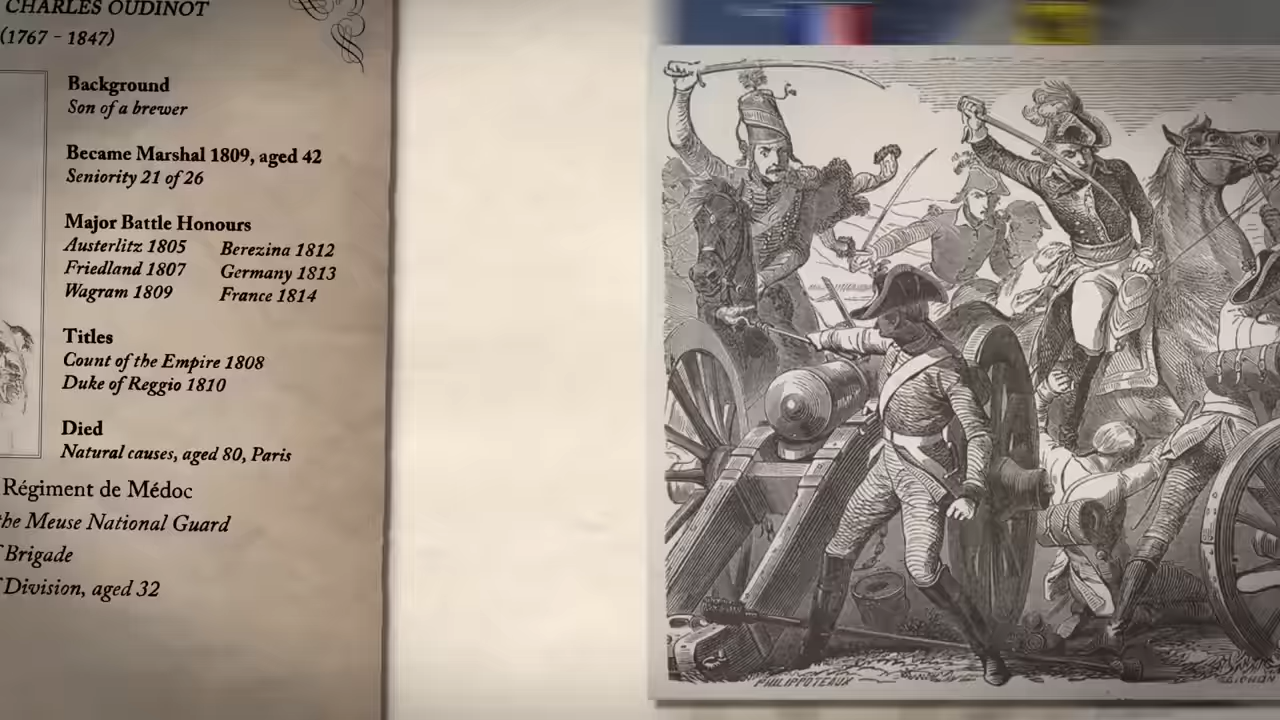 CHARLES OUDINOT
(1767 - 1847)
Background
Son of a brewer
Became Marshal 1809, aged 42
Seniority 21 of 26
Major Battle Honours
Austerlitz 1805 Berezina 1812
Friedland 1807 Germany 1813
Wagram 1809 France 1814
Titles
Count of the Empire 1808
Duke of Reggio 1810
Died
Natural causes, aged 80, Paris
Régiment de Médoc
the Meuse National Guard
Brigade
Division, aged 32
PHILIPPOTEAUX